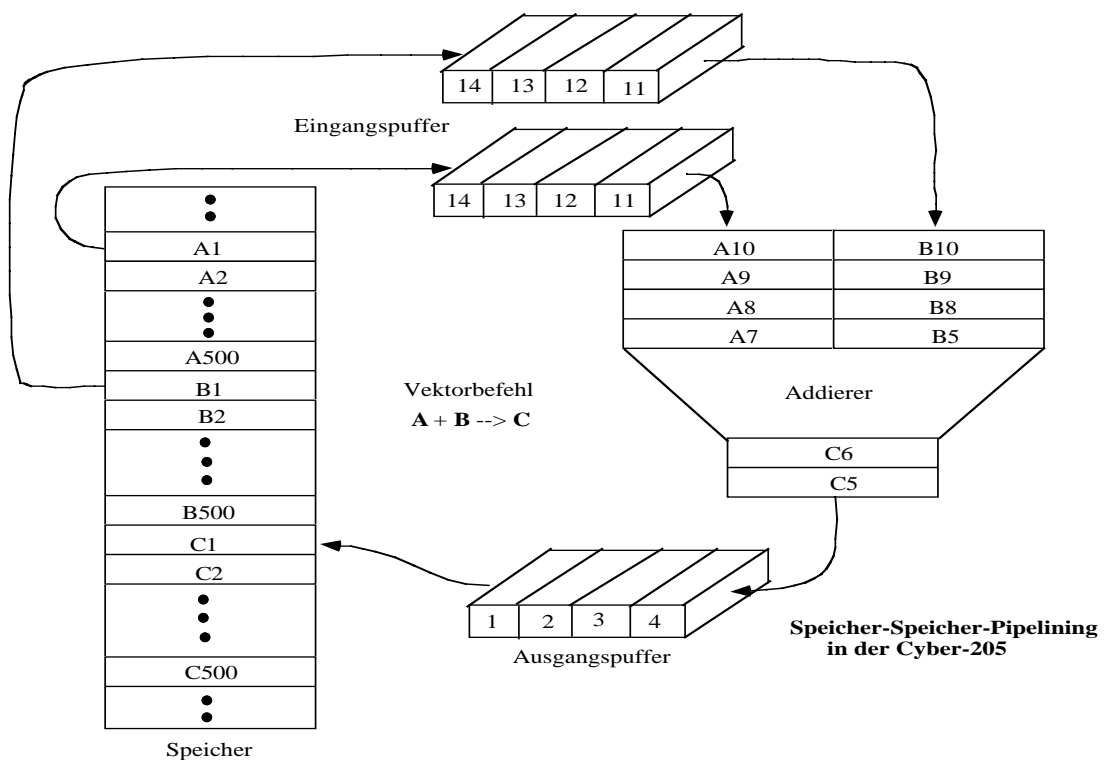 14 13 12 11
Eingangspuffer
14 13 12 11
A1
A2
A500
B1
B2
B500
C1
C2
C500
Speicher
Vektorbefehl
A + B --> C
A10 B10
A9 B9
A8 B8
A7 B5
Addierer
C6
C5
1 2 3 4
Ausgangspuffer
Speicher-Speicher-Pipelining
in der Cyber-205